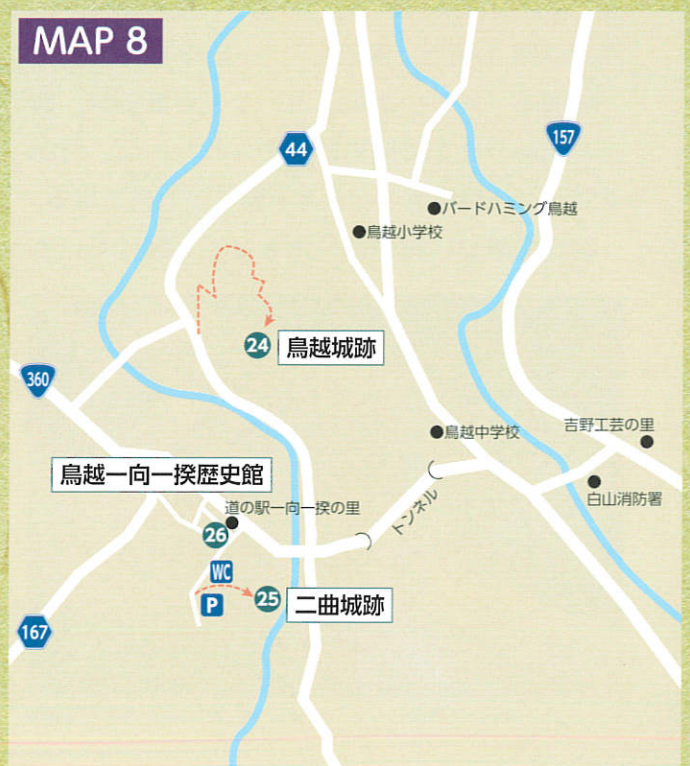 MAP 8
44
157
バードハミング鳥越
鳥越小学校
24
鳥越城跡
360
吉野工芸の里
鳥越中学校
鳥越一向一揆歴史館
白山消防署
道の駅一向一揆の里
トンネル
26
WC
25
P
二曲城跡
167